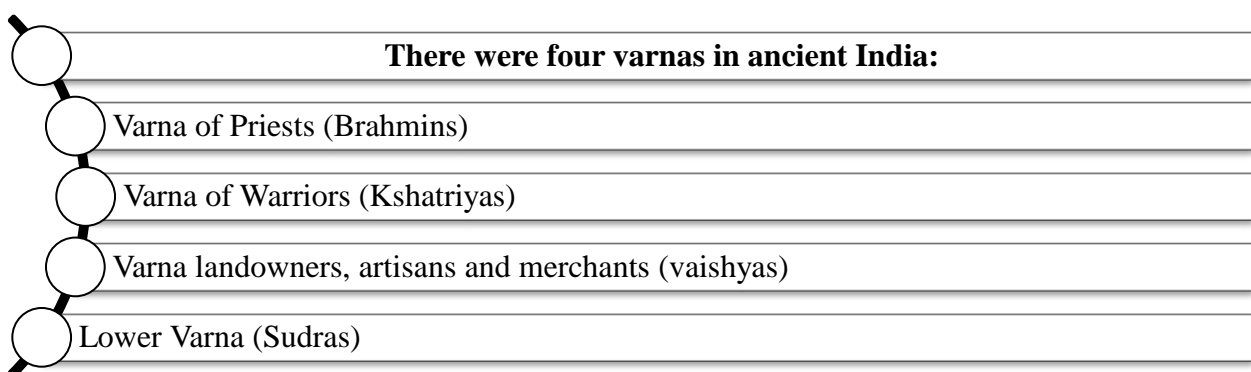 There were four varnas in ancient India:
Varna of Priests (Brahmins)
Varna of Warriors (Kshatriyas)
Varna landowners, artisans and merchants (vaishyas)
Lower Varna (Sudras)